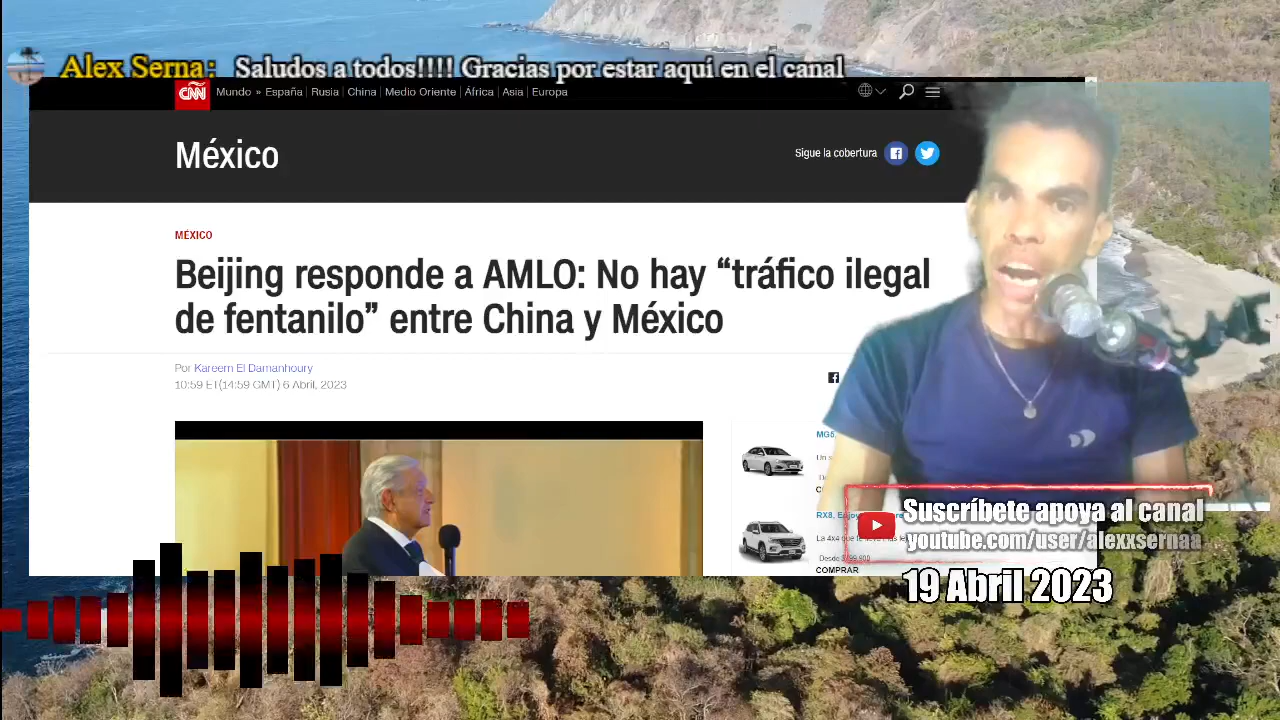 Alex Serna: Saludos a todos!!!! Gracias por estar aquí en el canal
CNN Mundo » España Rusia China Medio Oriente África Asia Europa
México
Sigue la cobertura
MÉXICO
Beijing responde a AMLO: No hay “tráfico ilegal
de fentanilo” entre China y México
Por Kareem El Damanhoury
10:59 ET(14:59 GMT) 6 Abril, 2023
MG5,
RX8, Enjoy
COMPRAR
Suscríbete apoya al canal
youtube.com/user/alexxsernaa
19 Abril 2023